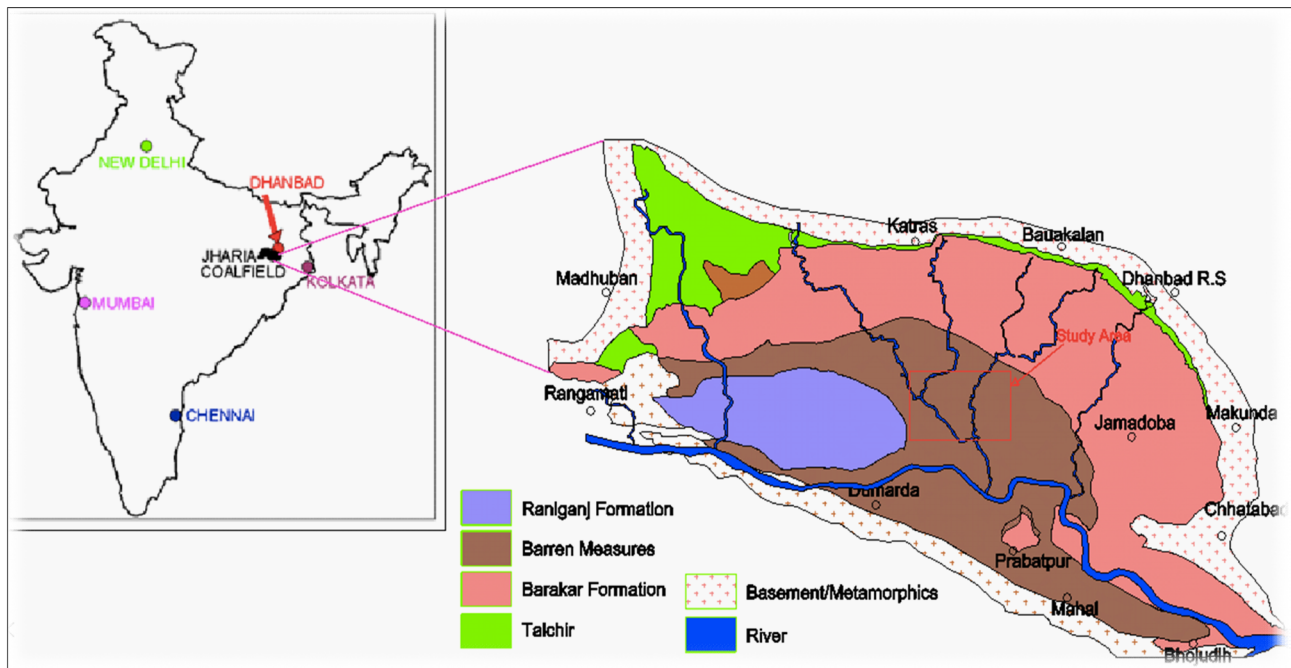 NEW DELHI
DHANBAD
JHARIA
COALFIELD
KOLKATA
MUMBAI
CHENNAI
Katras
Bauakalan
Madhuban
Dhanbad R.S
Study Area
Rangamati
Jamadoba
Makunda
Dumarda
Chhatabad
Prabatpur
Mahal
Bhojudih
Raniganj Formation
Barren Measures
Barakar Formation
Talchir
Basement/Metamorphics
River